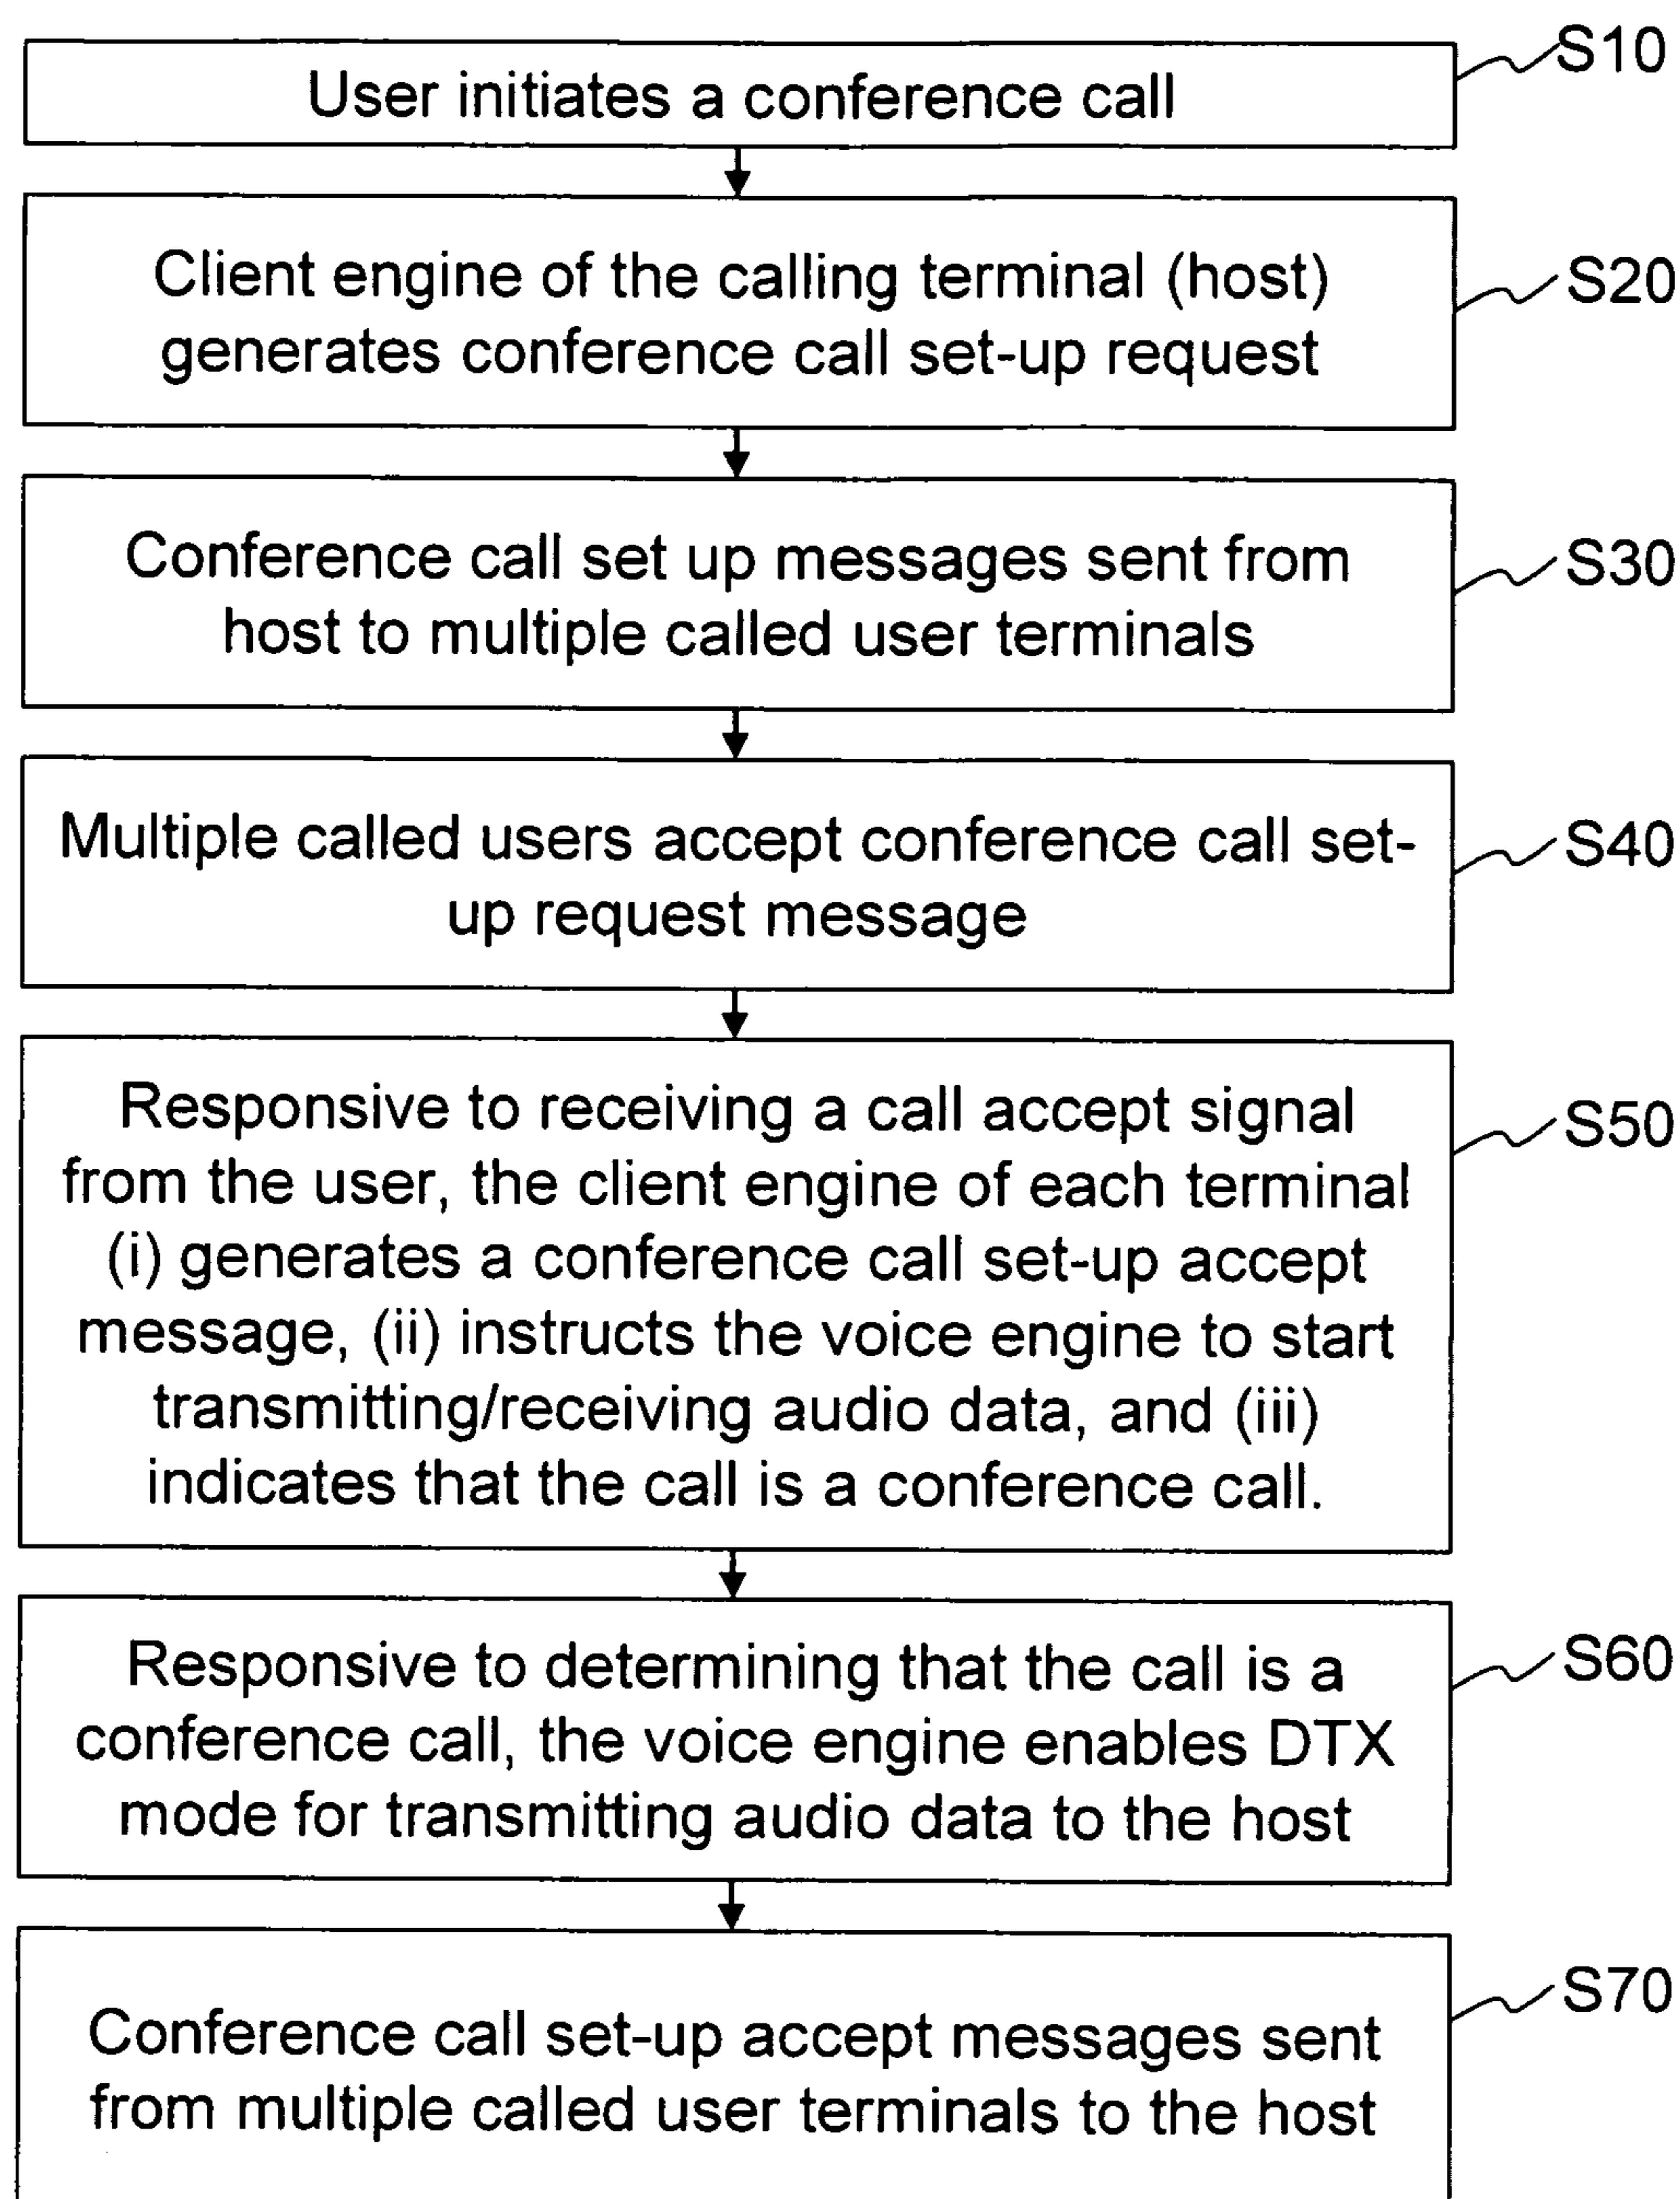 User initiates a conference call
S10
Client engine of the calling terminal (host)
generates conference call set-up request
S20
Conference call set up messages sent from
host to multiple called user terminals
S30
Multiple called users accept conference call set-
up request message
S40
Responsive to receiving a call accept signal
from the user, the client engine of each terminal
(i) generates a conference call set-up accept
message, (ii) instructs the voice engine to start
transmitting/receiving audio data, and (iii)
indicates that the call is a conference call.
S50
Responsive to determining that the call is a
conference call, the voice engine enables DTX
mode for transmitting audio data to the host
S60
Conference call set-up accept messages sent
from multiple called user terminals to the host
S70